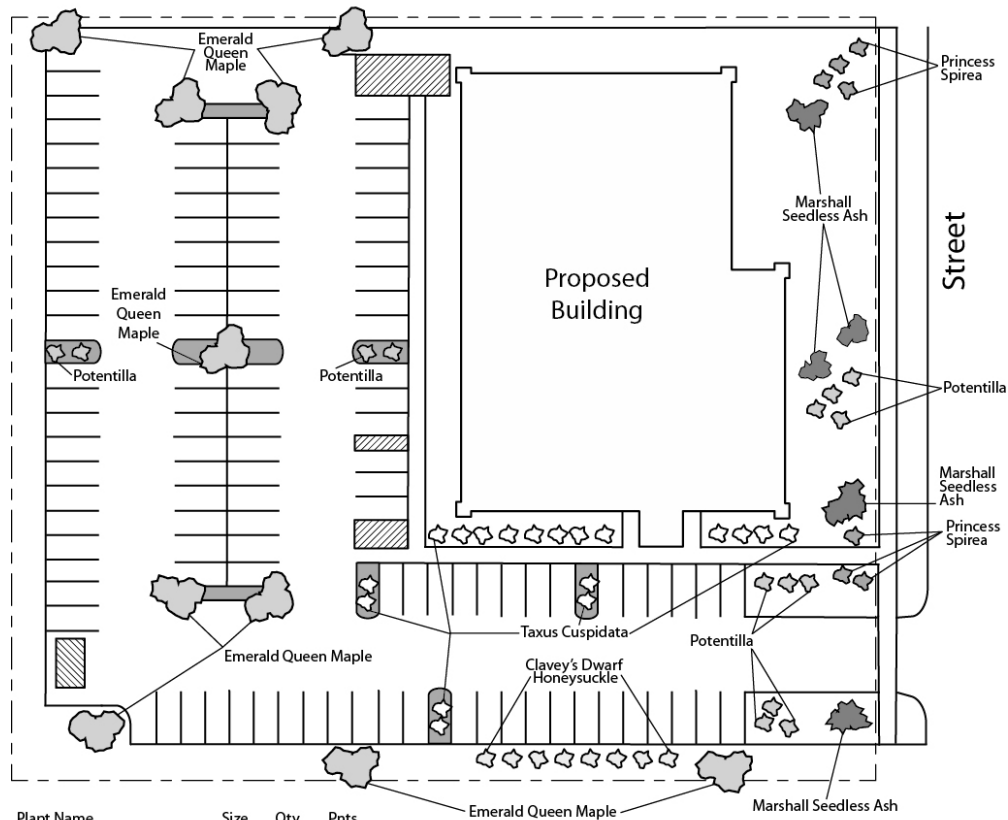 Emerald
Queen
Maple
Princess
Spirea
Marshall
Seedless Ash
Street
Proposed
Building
Emerald
Queen
Maple
Potentilla
Potentilla
Potentilla
Marshall
Seedless
Ash
Princess
Spirea
Taxus Cuspidata
Potentilla
Emerald Queen Maple
Clavey's Dwarf
Honeysuckle
Emerald Queen Maple
Marshall Seedless Ash
Plant Name Size Qty Pnts